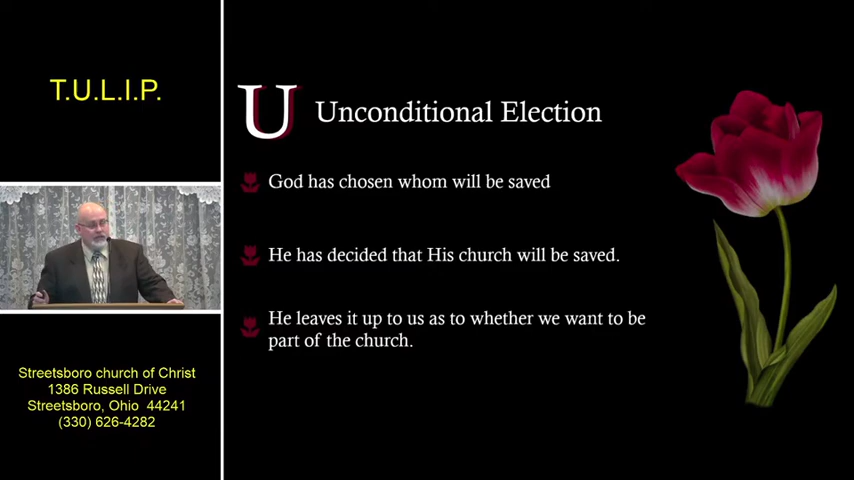 T.U.L.I.P.
U Unconditional Election
God has chosen whom will be saved
He has decided that His church will be saved.
He leaves it up to us as to whether we want to be
part of the church.
Streetsboro church of Christ
1386 Russell Drive
Streetsboro, Ohio 44241
(330) 626-4282